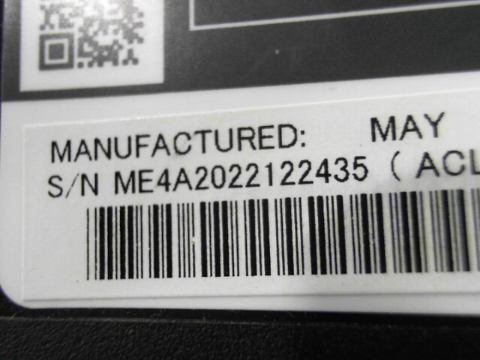 MANUFACTURED: MAY
S/N ME4A2022122435 ( ACL